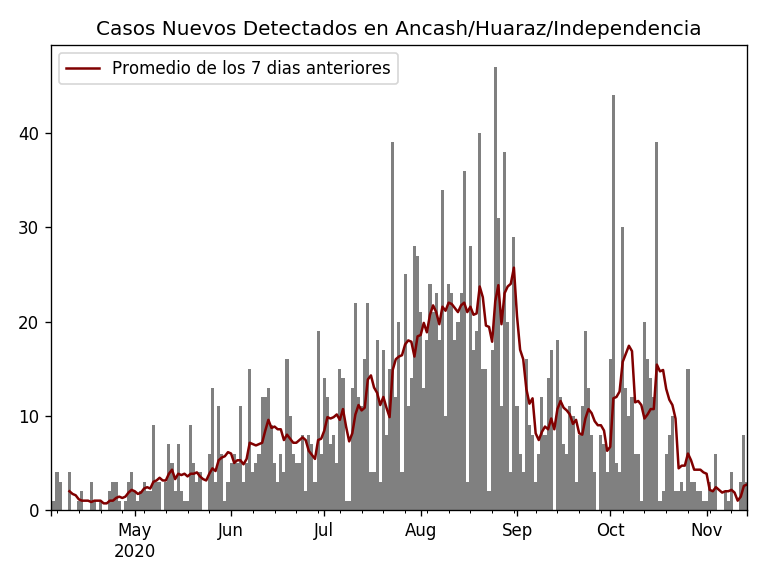 Casos Nuevos Detectados en Ancash/Huaraz/Independencia
Promedio de los 7 dias anteriores
40
30
20
10
0
May Jun Jul Aug Sep Oct Nov
2020